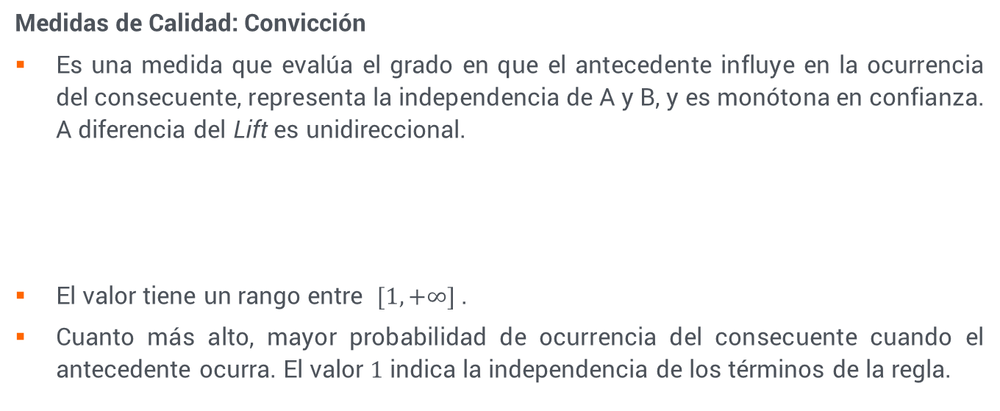 Medidas de Calidad: Convicción
▪ Es una medida que evalúa el grado en que el antecedente influye en la ocurrencia
del consecuente, representa la independencia de A y B, y es monótona en confianza.
A diferencia del Lift es unidireccional.
▪ El valor tiene un rango entre [1, +∞] .
▪ Cuanto más alto, mayor probabilidad de ocurrencia del consecuente cuando el
antecedente ocurra. El valor 1 indica la independencia de los términos de la regla.